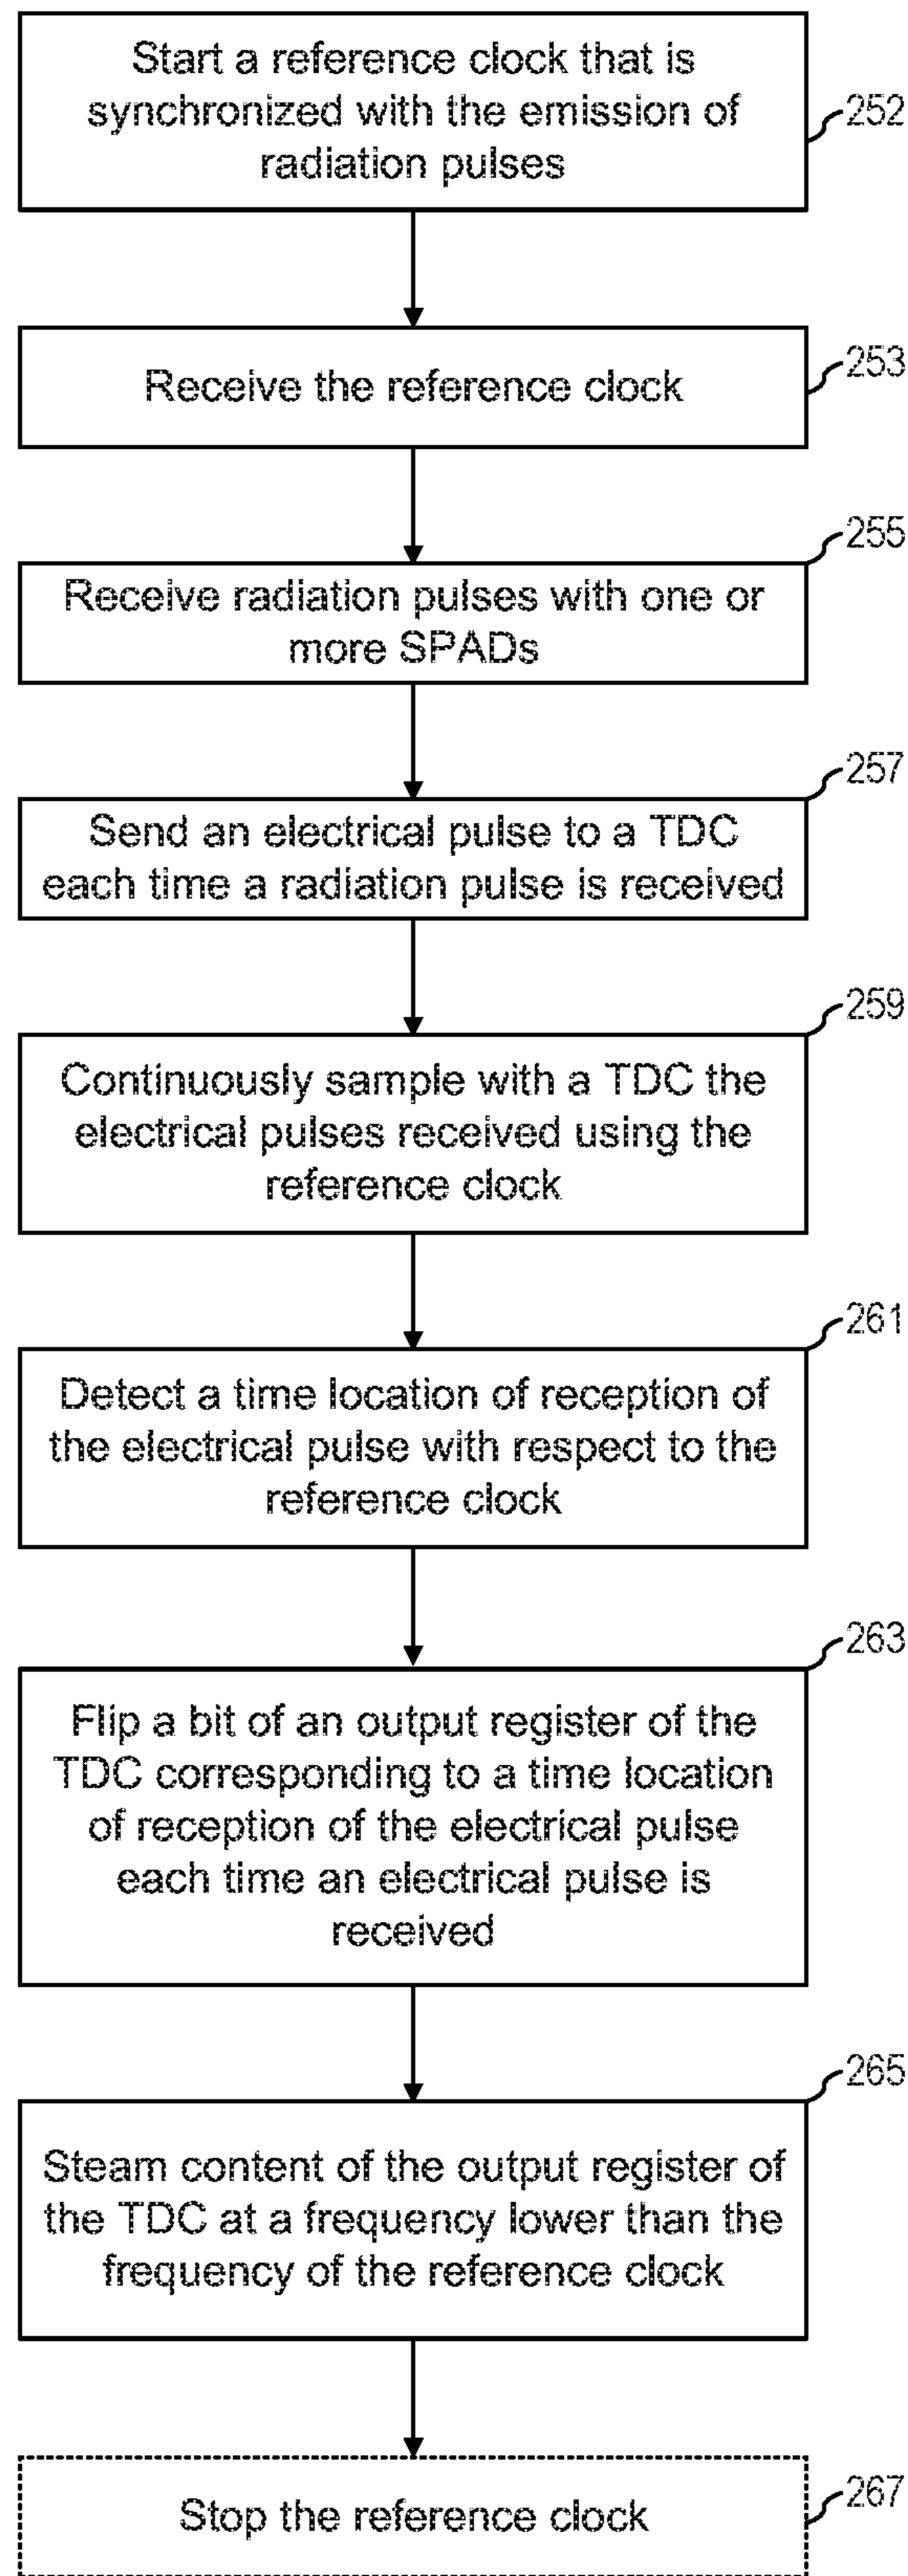 Start a reference clock that is
synchronized with the emission of
radiation pulses
252
Receive the reference clock
253
Receive radiation pulses with one or
more SPADs
255
Send an electrical pulse to a TDC
each time a radiation pulse is received
257
Continuously sample with a TDC the
electrical pulses received using the
reference clock
259
Detect a time location of reception of
the electrical pulse with respect to the
reference clock
261
Flip a bit of an output register of the
TDC corresponding to a time location
of reception of the electrical pulse
each time an electrical pulse is
received
263
Steam content of the output register of
the TDC at a frequency lower than the
frequency of the reference clock
265
Stop the reference clock
267